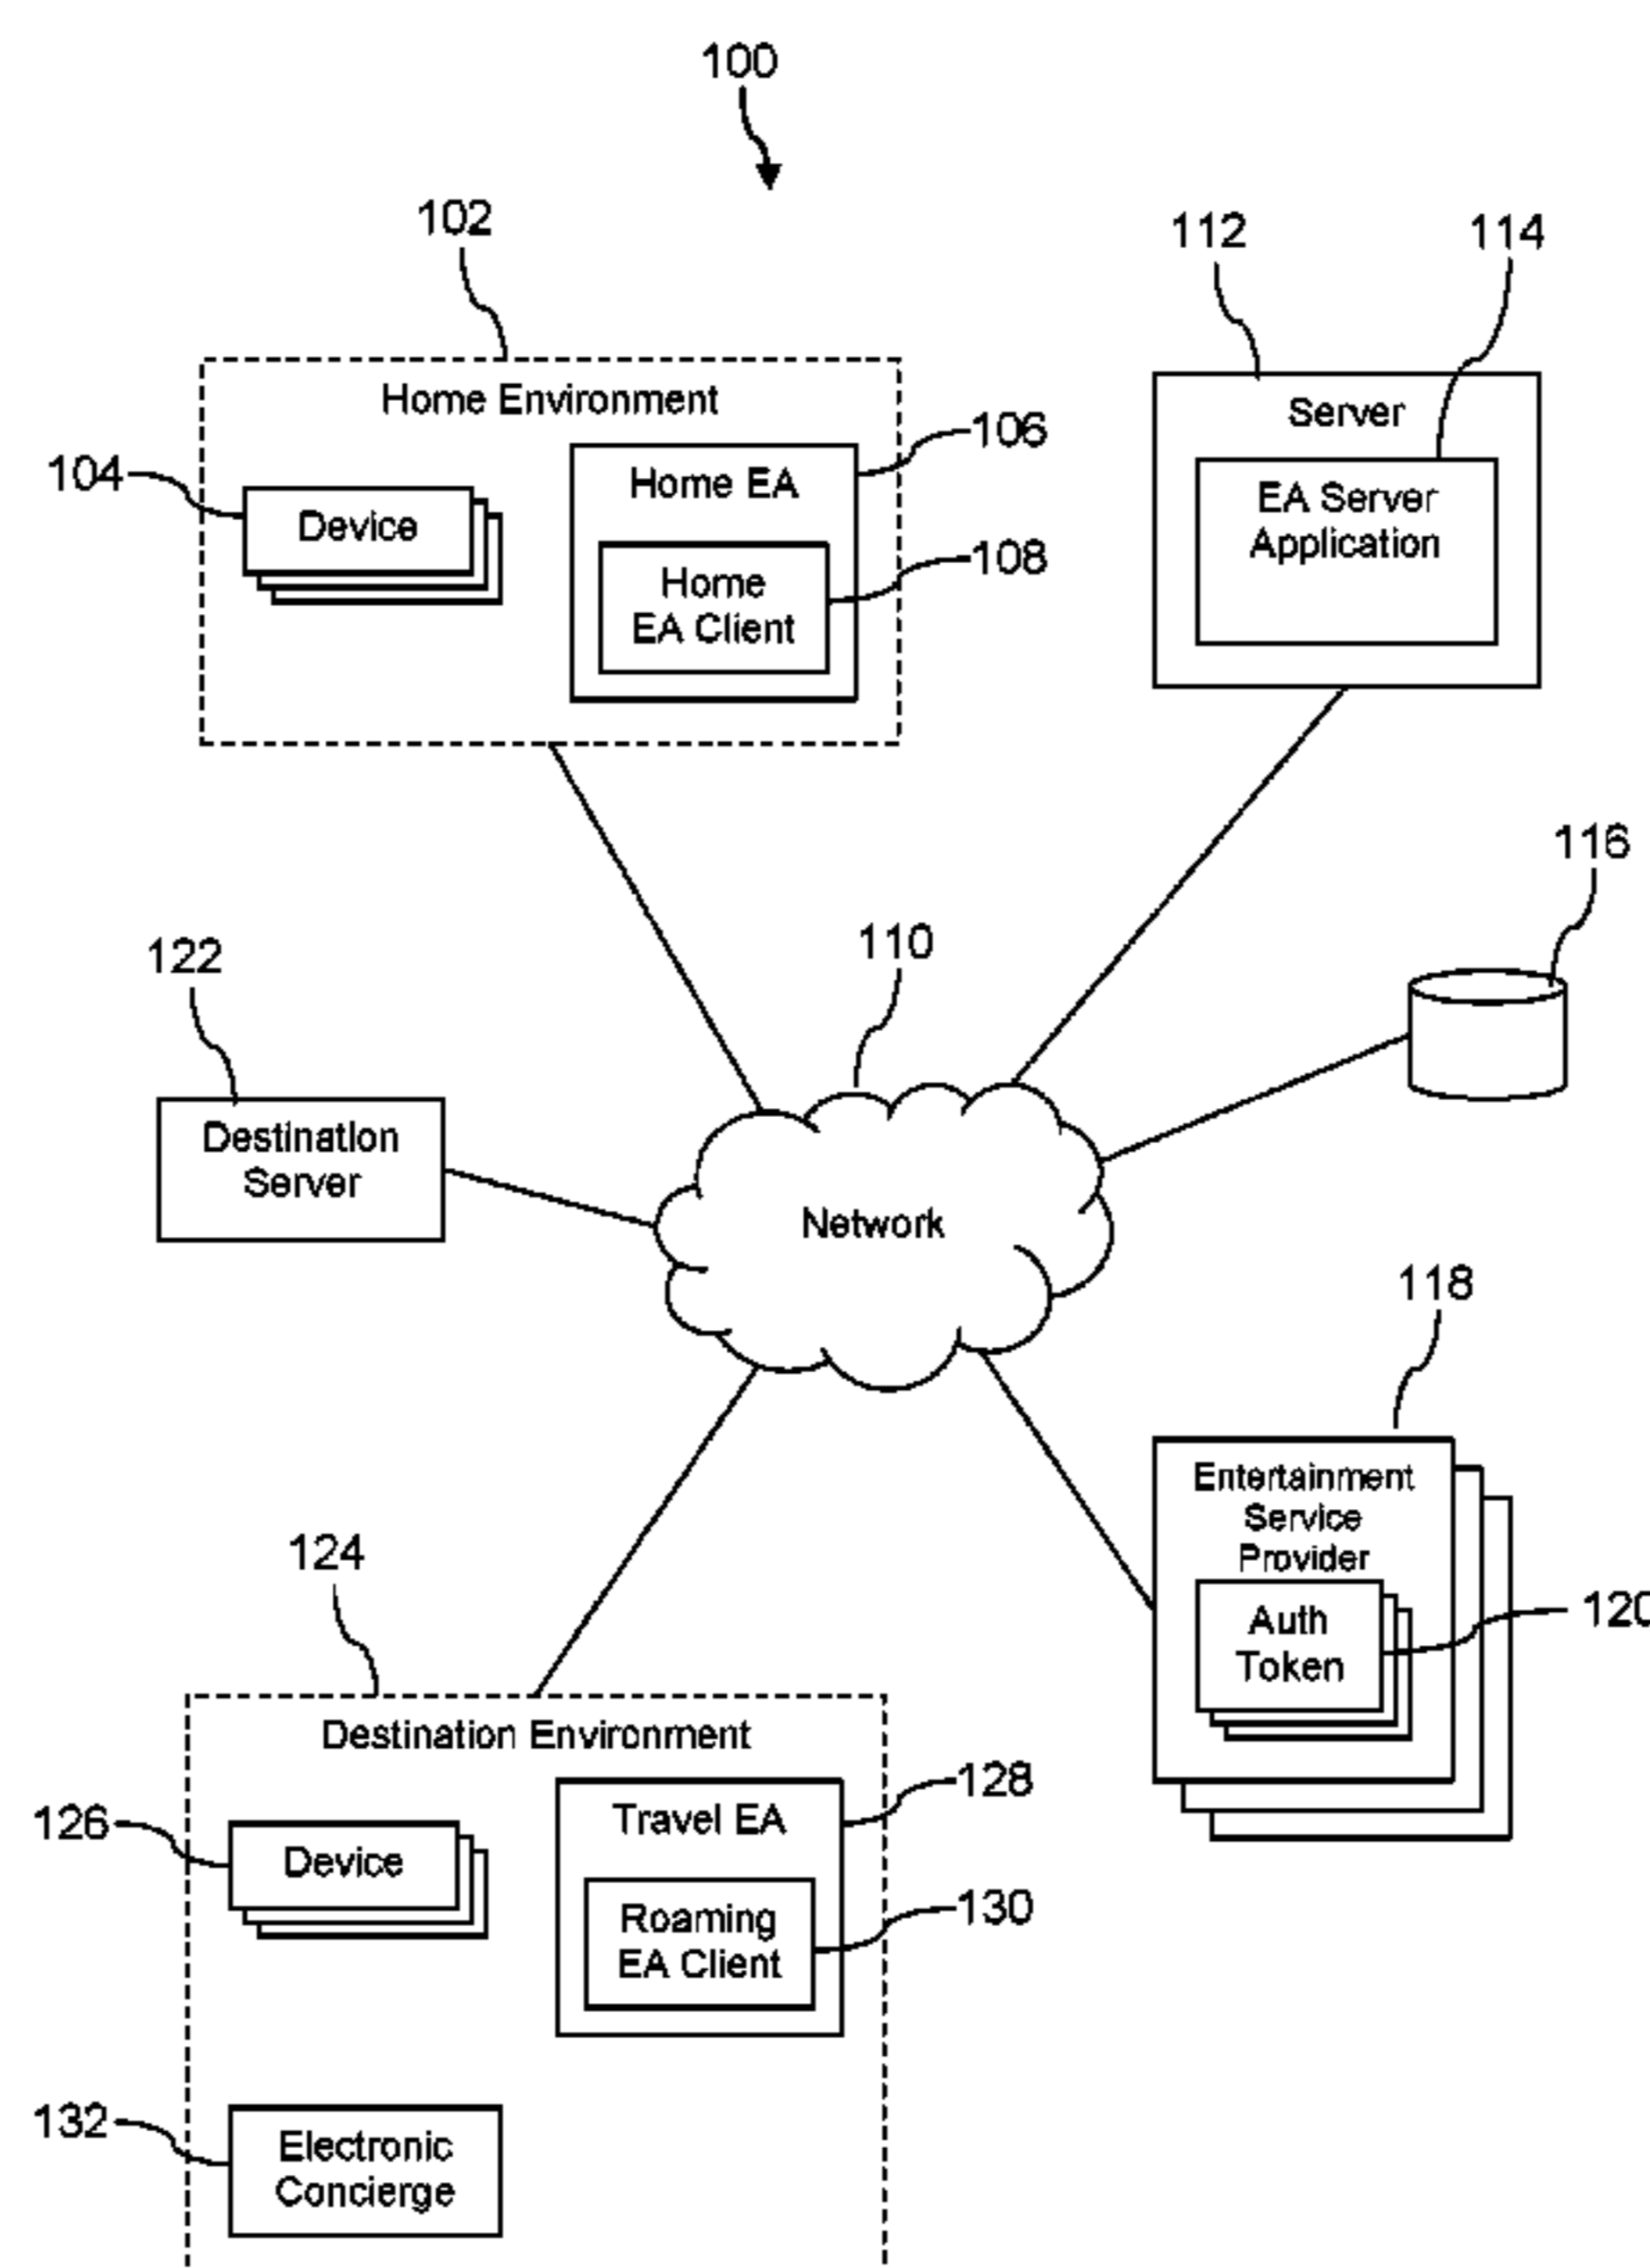 100
102
112
114
Home Environment
106
Server
104
Device
Home EA
EA Server
Application
108
Home
EA Client
116
122
110
Destination
Server
Network
118
Entertainment
Service
Provider
124
120
Auth
Token
Destination Environment
128
126
Travel EA
Device
130
Roaming
EA Client
132
Electronic
Concierge